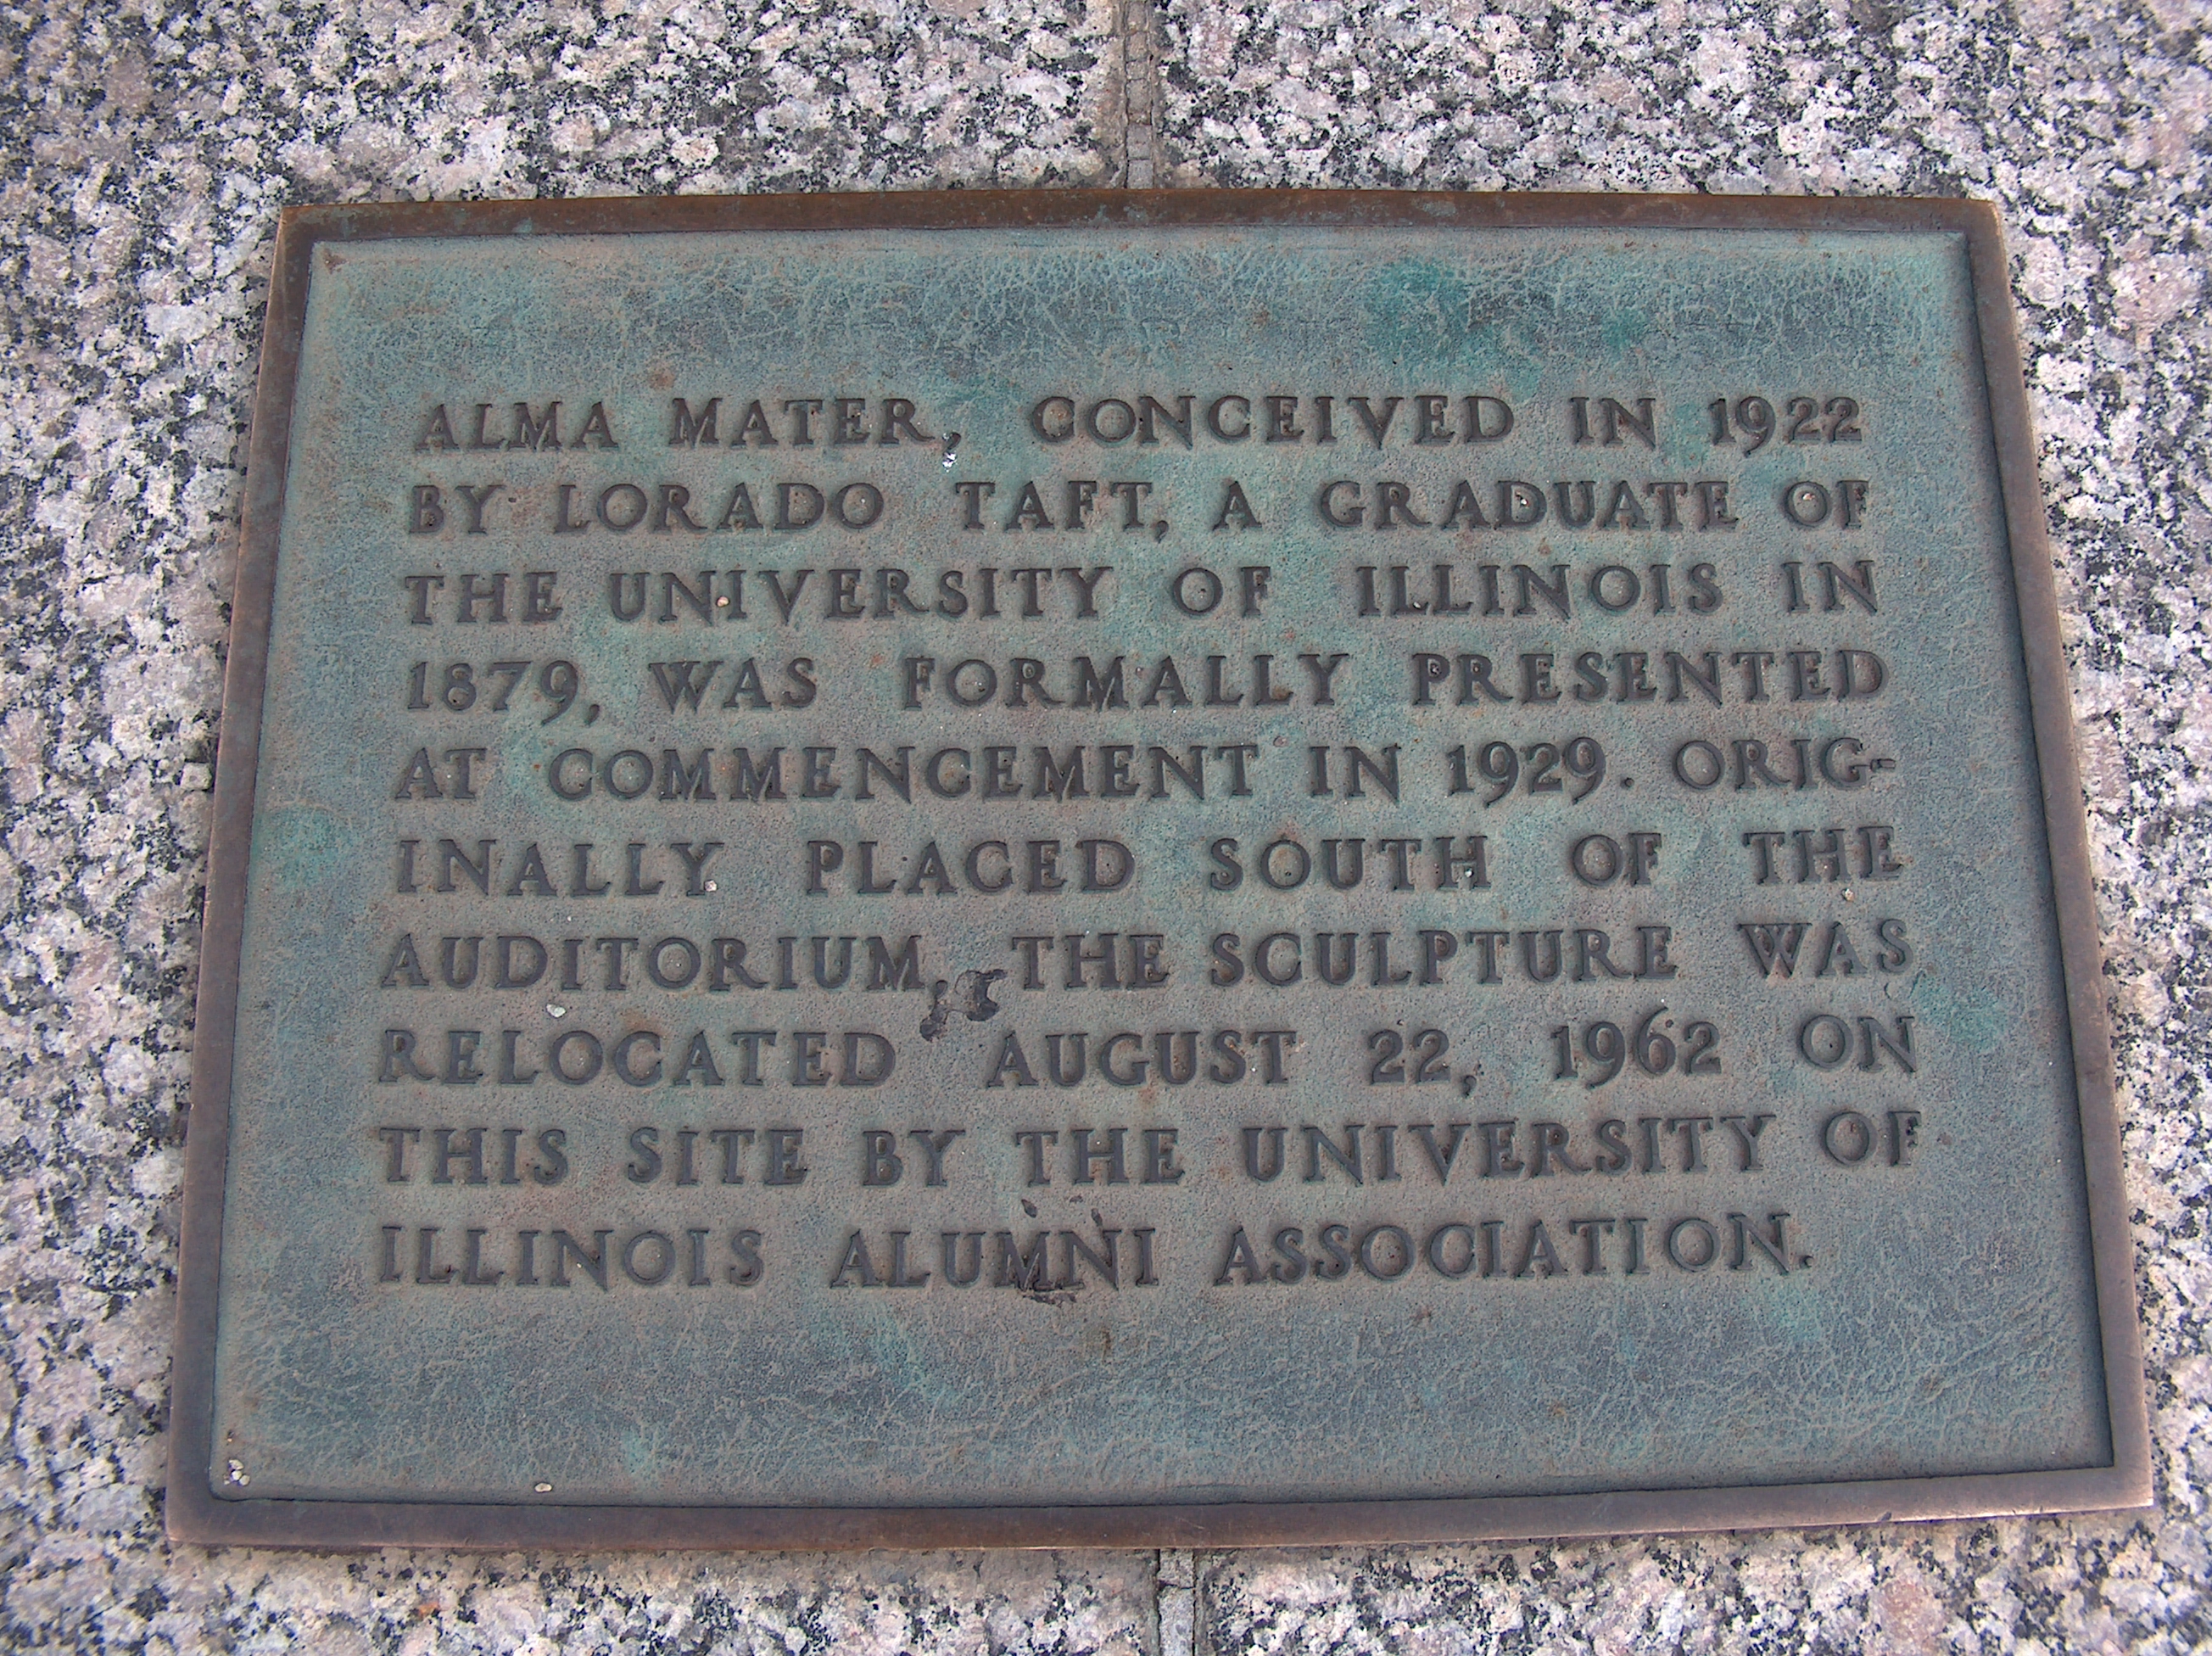 ALMA MATER, CONCEIVED IN 1922
BY LORADO TAFT, A GRADUATE OF
THE UNIVERSITY OF ILLINOIS IN
1879, WAS FORMALLY PRESENTED
AT COMMENCEMENT IN 1929. ORIG-
INALLY PLACED SOUTH OF THE
AUDITORIUM, THE SCULPTURE WAS
RELOCATED AUGUST 22, 1962 ON
THIS SITE BY THE UNIVERSITY OF
ILLINOIS ALUMNI ASSOCIATION.